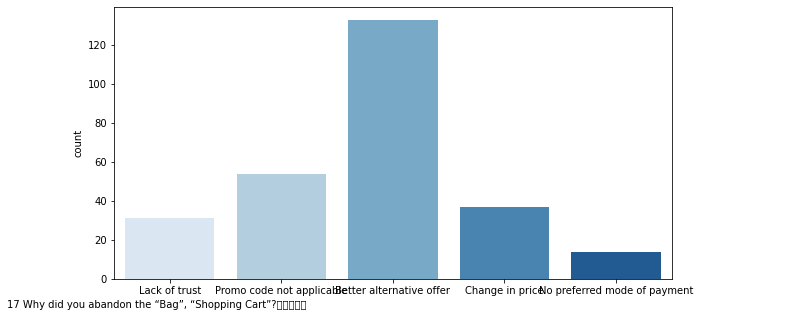 120
100
80
60
40
20
0
count
Lack of trust
Promo code not applicable
Better alternative offer
Change in price
No preferred mode of payment
17 Why did you abandon the “Bag”, “Shopping Cart”?